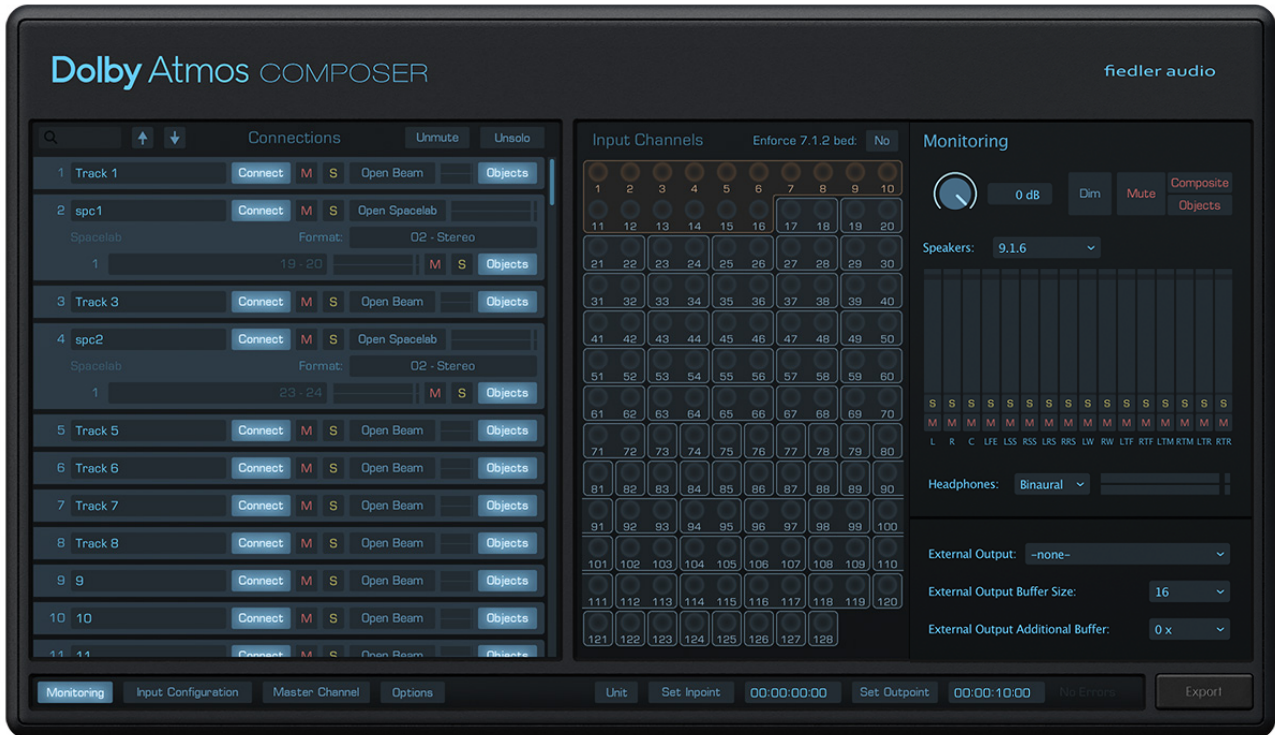 Dolby Atmos COMPOSER
fiedler audio
Connections Unmute Unsolo
1 Track 1 Connect M S Open Beam Objects
2 spc1 Connect M S Open Spacelab
Spacelab Format: 02 - Stereo
1 19 - 20 M S Objects
3 Track 3 Connect M S Open Beam Objects
4 spc2 Connect M S Open Spacelab
Spacelab Format: 02 - Stereo
1 23 - 24 M S Objects
5 Track 5 Connect M S Open Beam Objects
6 Track 6 Connect M S Open Beam Objects
7 Track 7 Connect M S Open Beam Objects
8 Track 8 Connect M S Open Beam Objects
9 9 Connect M S Open Beam Objects
10 10 Connect M S Open Beam Objects
11 11 Connect M S Open Beam Objects
Input Channels Enforce 7.1.2 bed: No
1 2 3 4 5 6 7 8 9 10
11 12 13 14 15 16 17 18 19 20
21 22 23 24 25 26 27 28 29 30
31 32 33 34 35 36 37 38 39 40
41 42 43 44 45 46 47 48 49 50
51 52 53 54 55 56 57 58 59 60
61 62 63 64 65 66 67 68 69 70
71 72 73 74 75 76 77 78 79 80
81 82 83 84 85 86 87 88 89 90
91 92 93 94 95 96 97 98 99 100
101 102 103 104 105 106 107 108 109 110
111 112 113 114 115 116 117 118 119 120
121 122 123 124 125 126 127 128
Monitoring
0 dB Dim Mute Composite
Objects
Speakers: 9.1.6
S S S S S S S S S S S S S S S S
M M M M M M M M M M M M M M M M
L R C LFE LSS RSS LRS RRS LW RW LTF RTF LTM RTM LTR RTR
Headphones: Binaural
External Output: -none-
External Output Buffer Size: 16
External Output Additional Buffer: 0 x
Monitoring Input Configuration Master Channel Options Unit Set Inpoint 00:00:00:00 Set Outpoint 00:00:10:00 No Errors Export